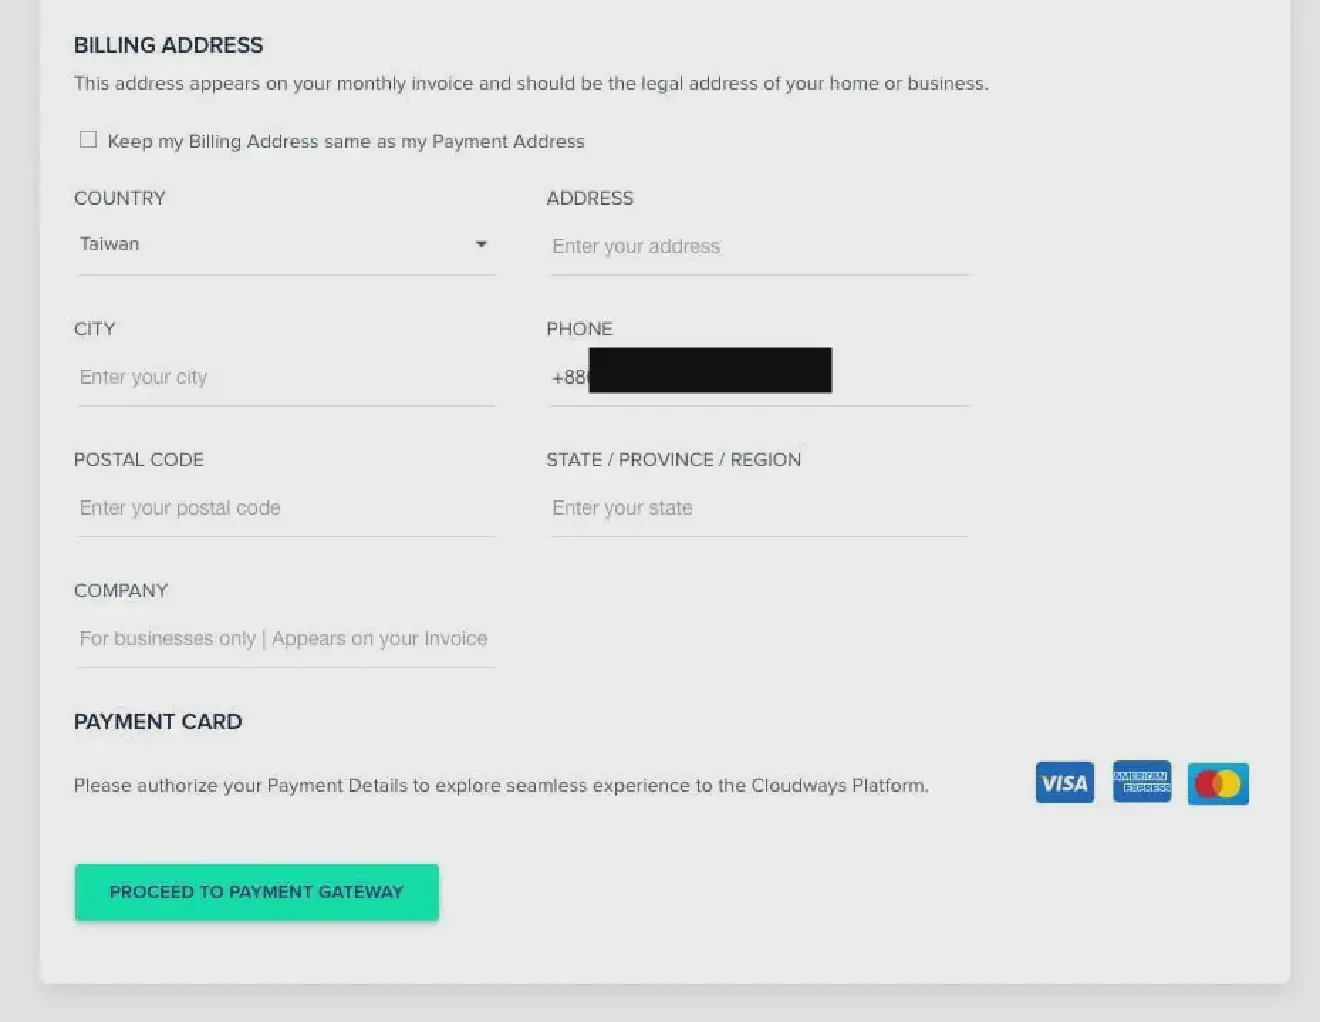 BILLING ADDRESS
This address appears on your monthly invoice and should be the legal address of your home or business.
Keep my Billing Address same as my Payment Address
COUNTRY
ADDRESS
Taiwan
Enter your address
CITY
PHONE
Enter your city
+88
POSTAL CODE
STATE / PROVINCE / REGION
Enter your postal code
Enter your state
COMPANY
For businesses only | Appears on your Invoice
PAYMENT CARD
Please authorize your Payment Details to explore seamless experience to the Cloudways Platform.
VISA
AMERICAN
EXPRESS
PROCEED TO PAYMENT GATEWAY